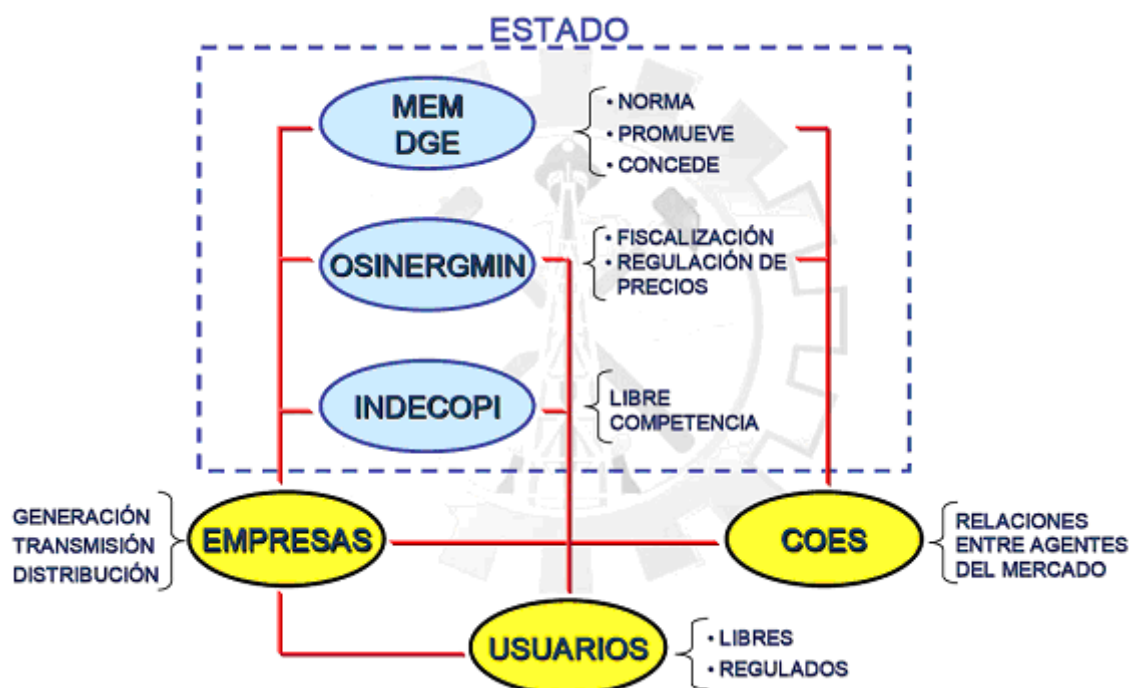 ESTADO
MEM
DGE
• NORMA
• PROMUEVE
• CONCEDE
OSINERGMIN
• FISCALIZACIÓN
• REGULACIÓN DE
PRECIOS
INDECOPI
LIBRE
COMPETENCIA
GENERACIÓN
TRANSMISIÓN
DISTRIBUCIÓN
EMPRESAS
COES
RELACIONES
ENTRE AGENTES
DEL MERCADO
USUARIOS
• LIBRES
• REGULADOS